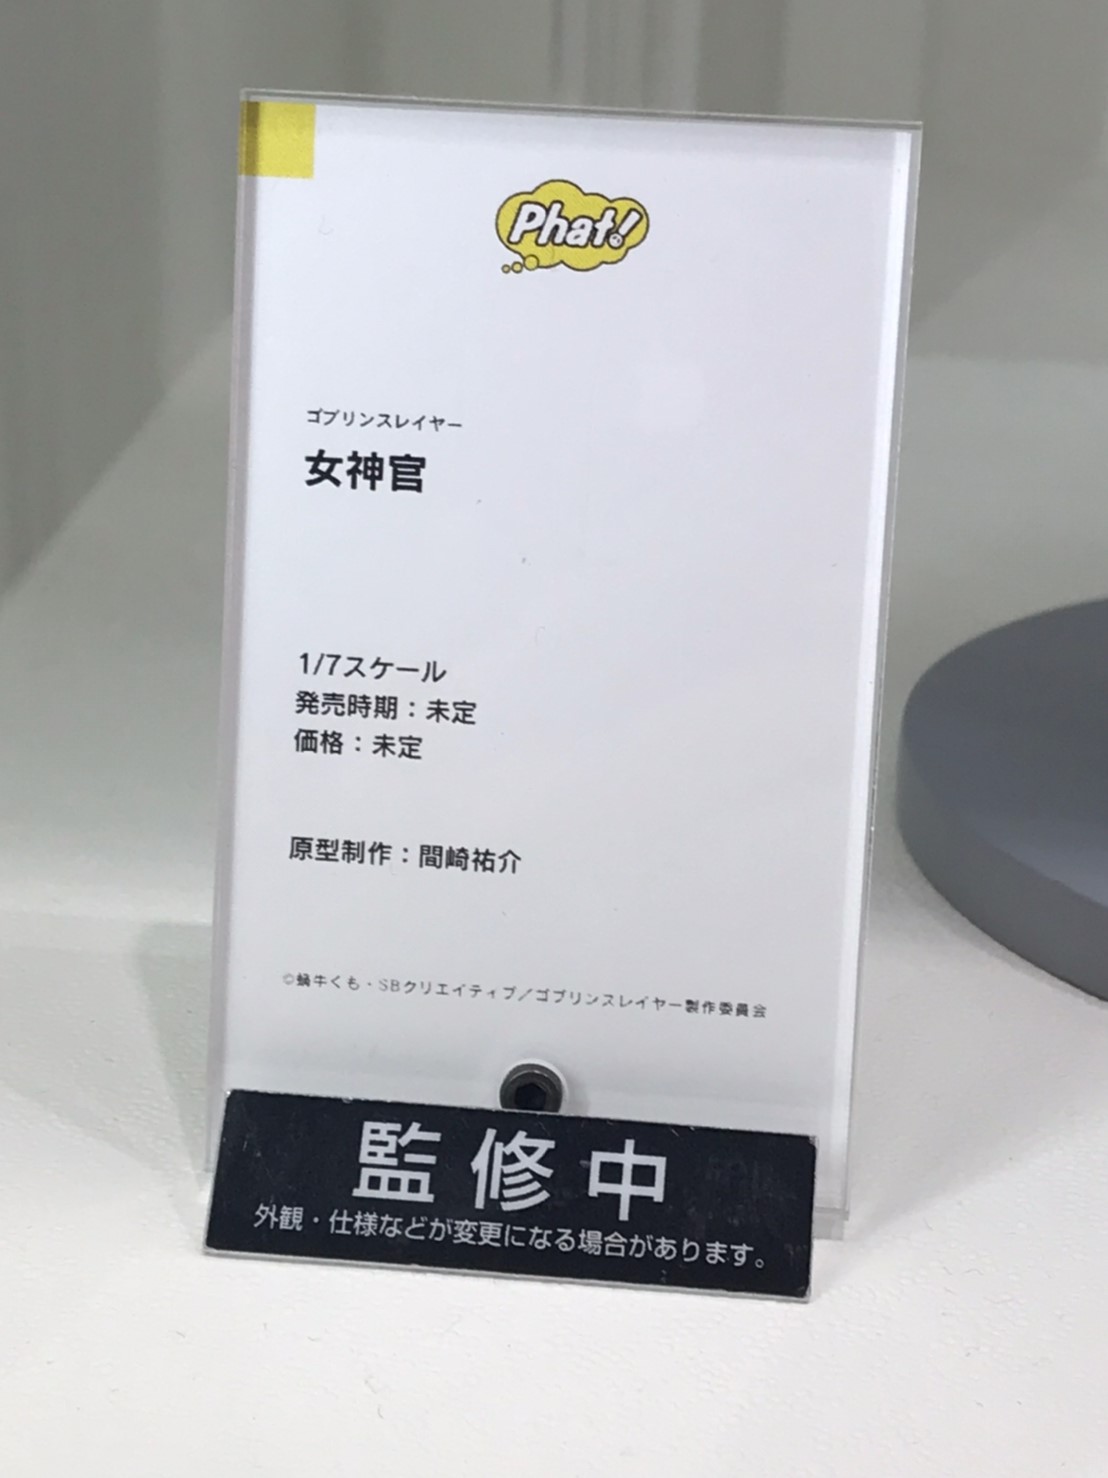 Phat!
ゴブリンスレイヤー
女神官
1/7スケール
発売時期：未定
価格：未定
原型制作：間崎祐介
©蝸牛くも・SBクリエイティブ／ゴブリンスレイヤー製作委員会
監修中
外観・仕様などが変更になる場合があります。